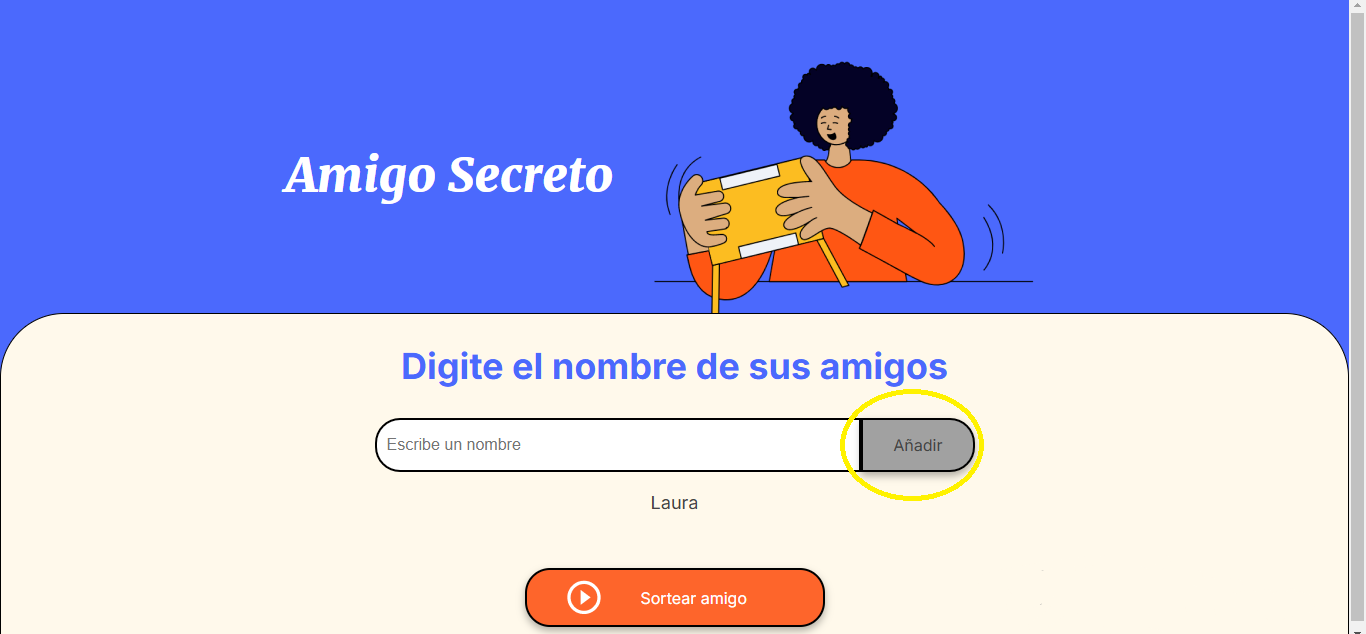 Amigo Secreto
Digite el nombre de sus amigos
Escribe un nombre
Añadir
Laura
Sortear amigo